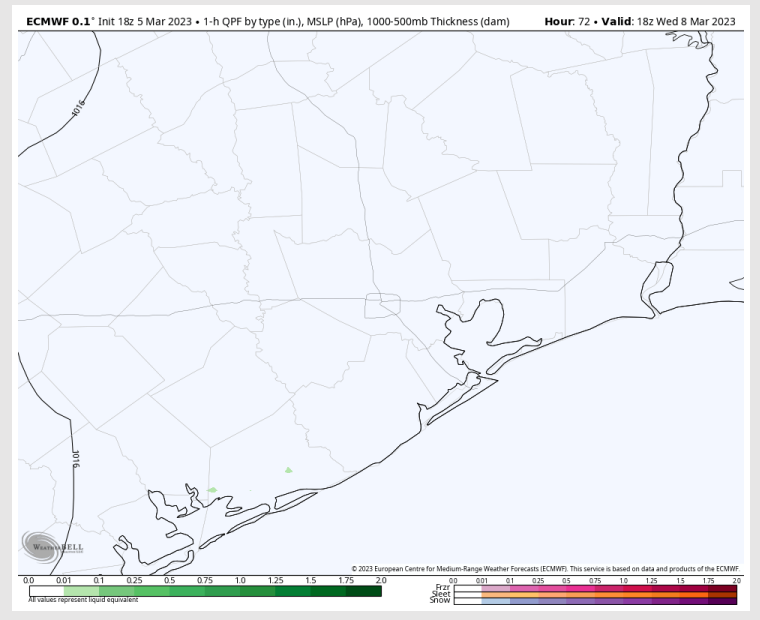 ECMWF 0.1° Init 18z 5 Mar 2023 • 1-h QPF by type (in.), MSLP (hPa), 1000-500mb Thickness (dam) Hour: 72 • Valid: 18z Wed 8 Mar 2023
1016
1016
WEATHERBELL
© 2023 European Centre for Medium-Range Weather Forecasts (ECMWF). This service is based on data and products of the ECMWF.
0.0 0.01 0.1 0.25 0.5 0.75 1.0 1.25 1.5 1.75 2.0
All values represent liquid equivalent
0.0 0.01 0.1 0.25 0.5 0.75 1.0 1.25 1.5 1.75 2.0
Frzr
Sleet
Snow